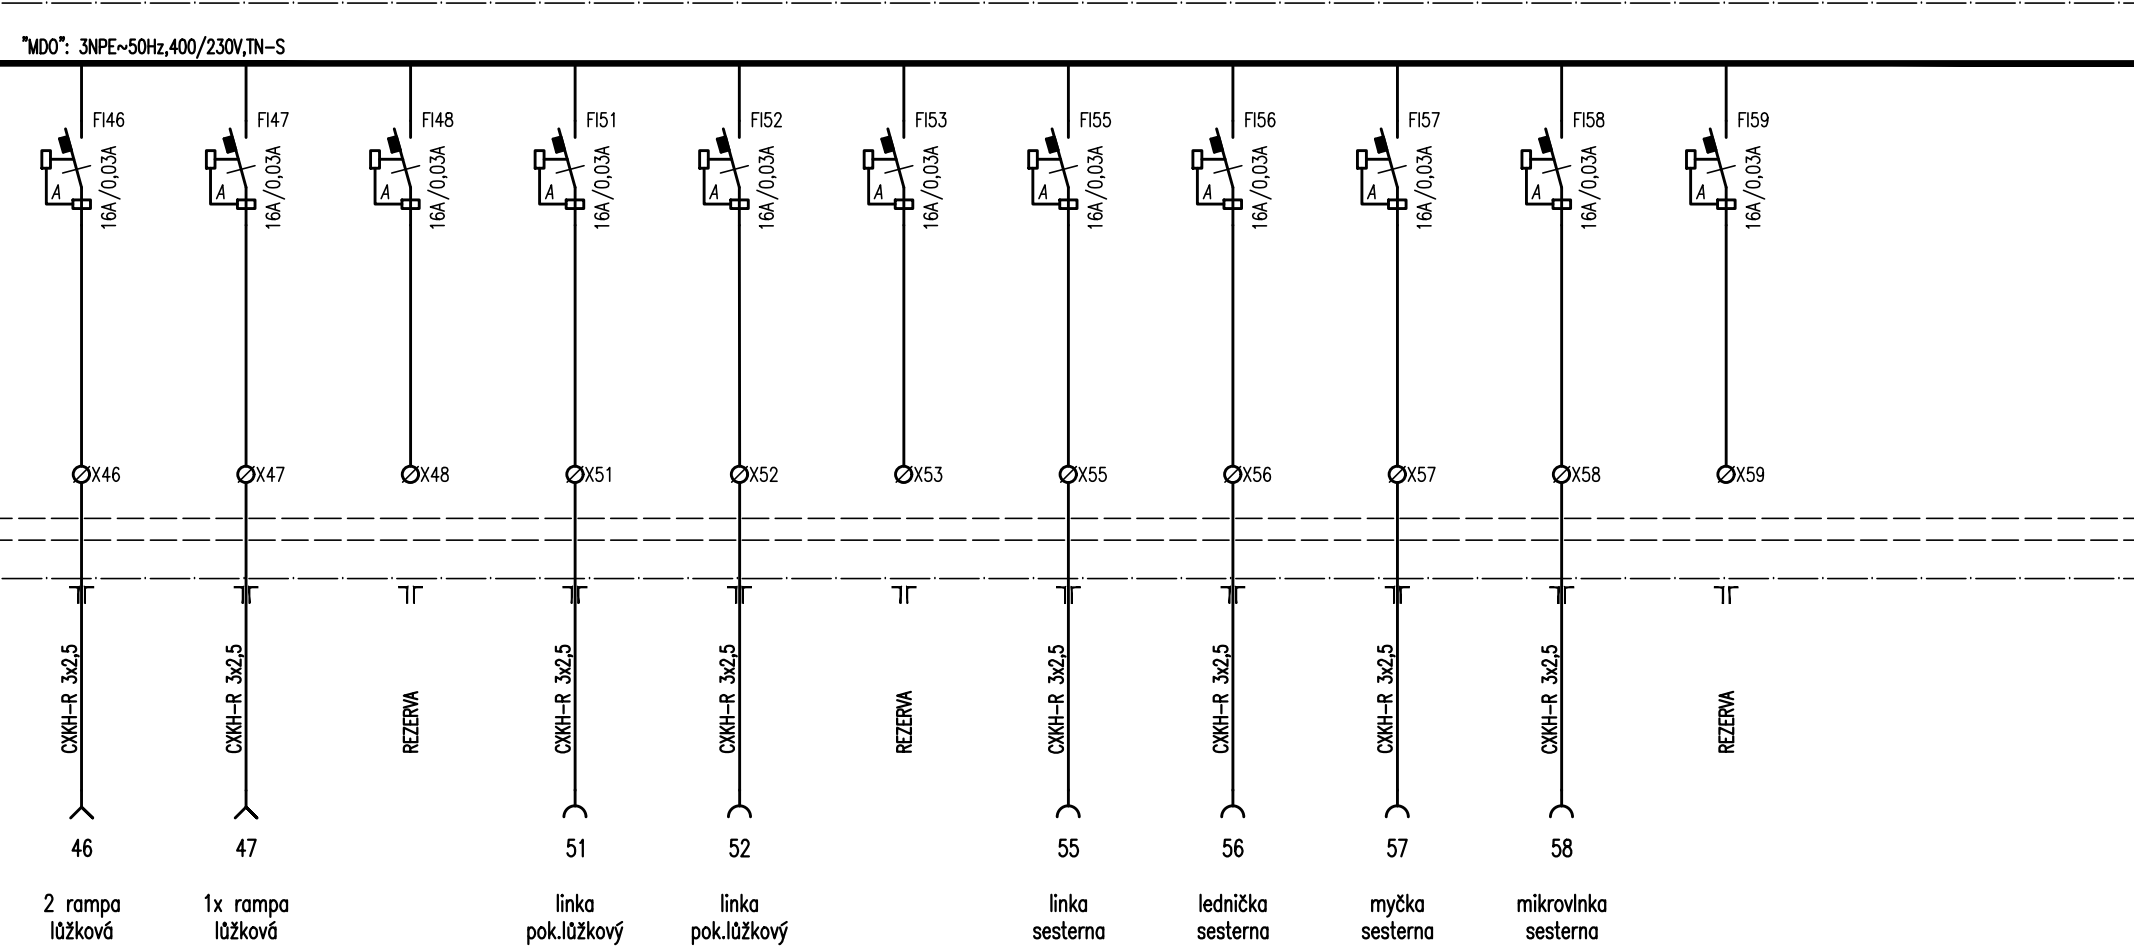 "MDO": 3NPE~50Hz,400/230V,TN-S
FI46 FI47 FI48 FI51 FI52 FI53 FI55 FI56 FI57 FI58 FI59
16A/0,03A 16A/0,03A 16A/0,03A 16A/0,03A 16A/0,03A 16A/0,03A 16A/0,03A 16A/0,03A 16A/0,03A 16A/0,03A 16A/0,03A
A A A A A A A A A A A
X46 X47 X48 X51 X52 X53 X55 X56 X57 X58 X59
CXKH-R 3x2,5 CXKH-R 3x2,5 REZERVA CXKH-R 3x2,5 CXKH-R 3x2,5 REZERVA CXKH-R 3x2,5 CXKH-R 3x2,5 CXKH-R 3x2,5 CXKH-R 3x2,5 REZERVA
46 47 51 52 55 56 57 58
2 rampa 1x rampa linka linka linka lednička myčka mikrovlnka
lůžková lůžková pok.lůžkový pok.lůžkový sesterna sesterna sesterna sesterna